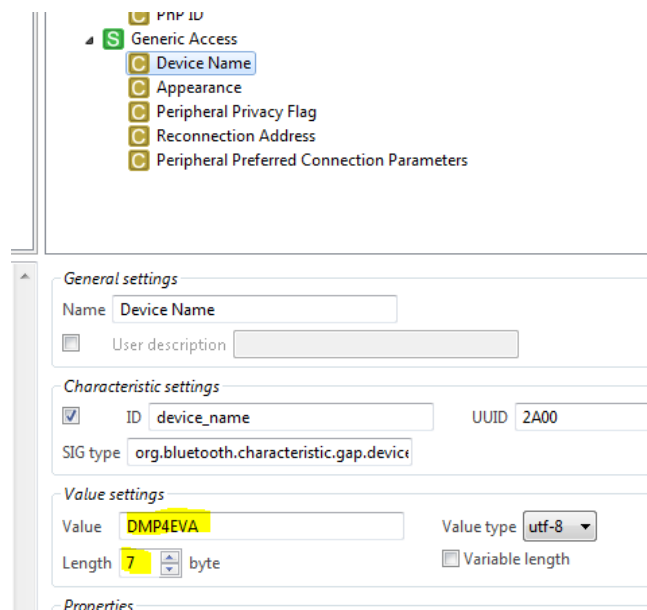 PnP ID
S Generic Access
C Device Name
C Appearance
C Peripheral Privacy Flag
C Reconnection Address
C Peripheral Preferred Connection Parameters
General settings
Name Device Name
User description
Characteristic settings
ID device_name UUID 2A00
SIG type org.bluetooth.characteristic.gap.device
Value settings
Value DMP4EVA Value type utf-8
Length 7 byte Variable length
Properties